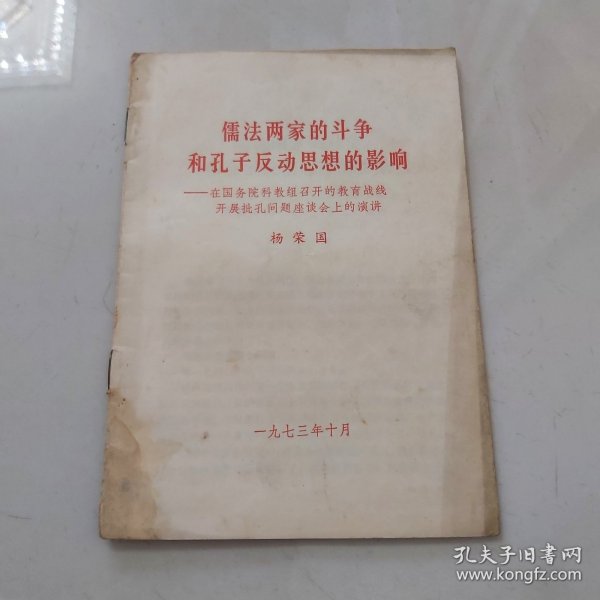 儒法两家的斗争
和孔子反动思想的影响
——在国务院科教组召开的教育战线
开展批孔问题座谈会上的演讲
杨荣国
一九七三年十月
孔夫子旧书网
www.kongfz.com